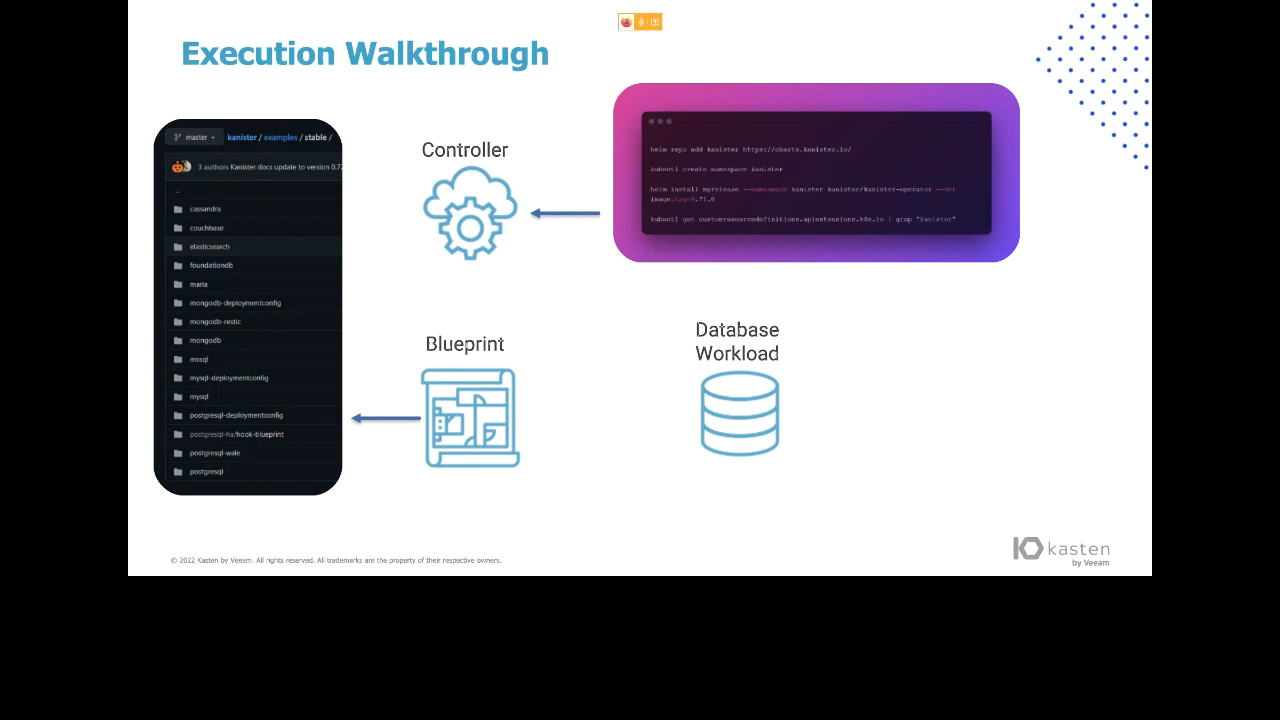 Execution Walkthrough
master
kanister / examples / stable /
3 authors Kanister docs update to version 0.7
..
cassandra
couchbase
elasticsearch
foundationdb
maria
mongodb-deploymentconfig
mongodb-restic
mongodb
mssql
mysql-deploymentconfig
mysql
postgresql-deploymentconfig
postgresql-ha/hook-blueprint
postgresql-wale
postgresql
Controller
helm repo add kanister https://charts.kanister.io/
kubectl create namespace kanister
helm install myrelease --namespace kanister kanister/kanister-operator --set
image.tag=0.71.0
kubectl get customresourcedefinitions.apiextensions.k8s.io | grep "kanister"
Blueprint
Database
Workload
© 2022 Kasten by Veeam. All rights reserved. All trademarks are the property of their respective owners.
kasten
by Veeam